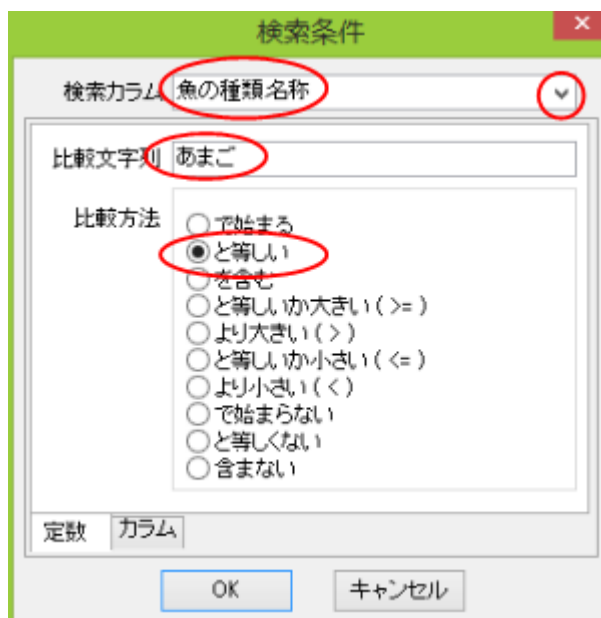 検索条件
検索カラム 魚の種類名称
比較文字列 あまご
比較方法
で始まる
と等しい
を含む
と等しいか大きい ( >= )
より大きい ( > )
と等しいか小さい ( <= )
より小さい ( < )
で始まらない
と等しくない
含まない
定数 カラム
OK キャンセル